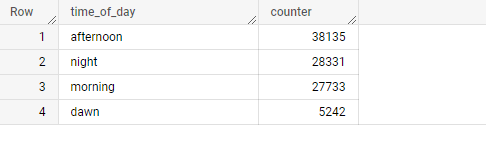 Row time_of_day counter
1 afternoon 38135
2 night 28331
3 morning 27733
4 dawn 5242